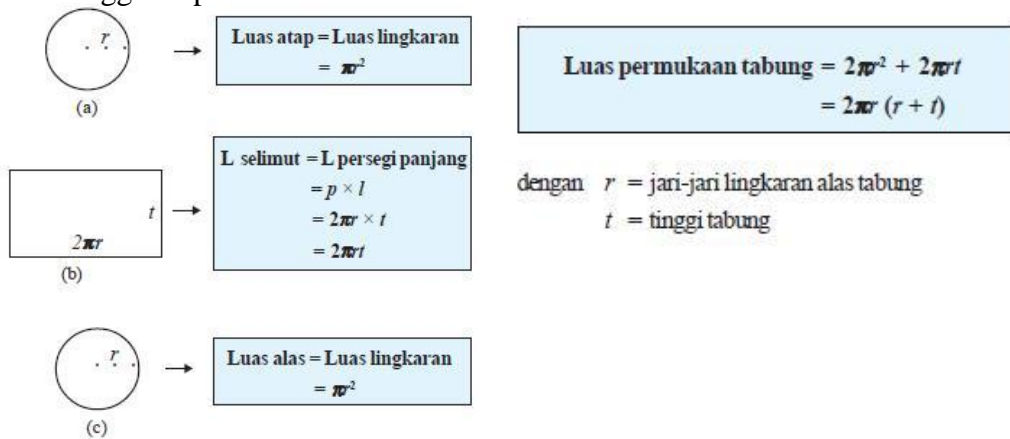 r
(a)
Luas atap = Luas lingkaran
= πr²
t
2πr
(b)
L selimut = L persegi panjang
= p × l
= 2πr × t
= 2πrt
r
(c)
Luas alas = Luas lingkaran
= πr²
Luas permukaan tabung = 2πr² + 2πrt
= 2πr (r + t)
dengan r = jari-jari lingkaran alas tabung
t = tinggi tabung